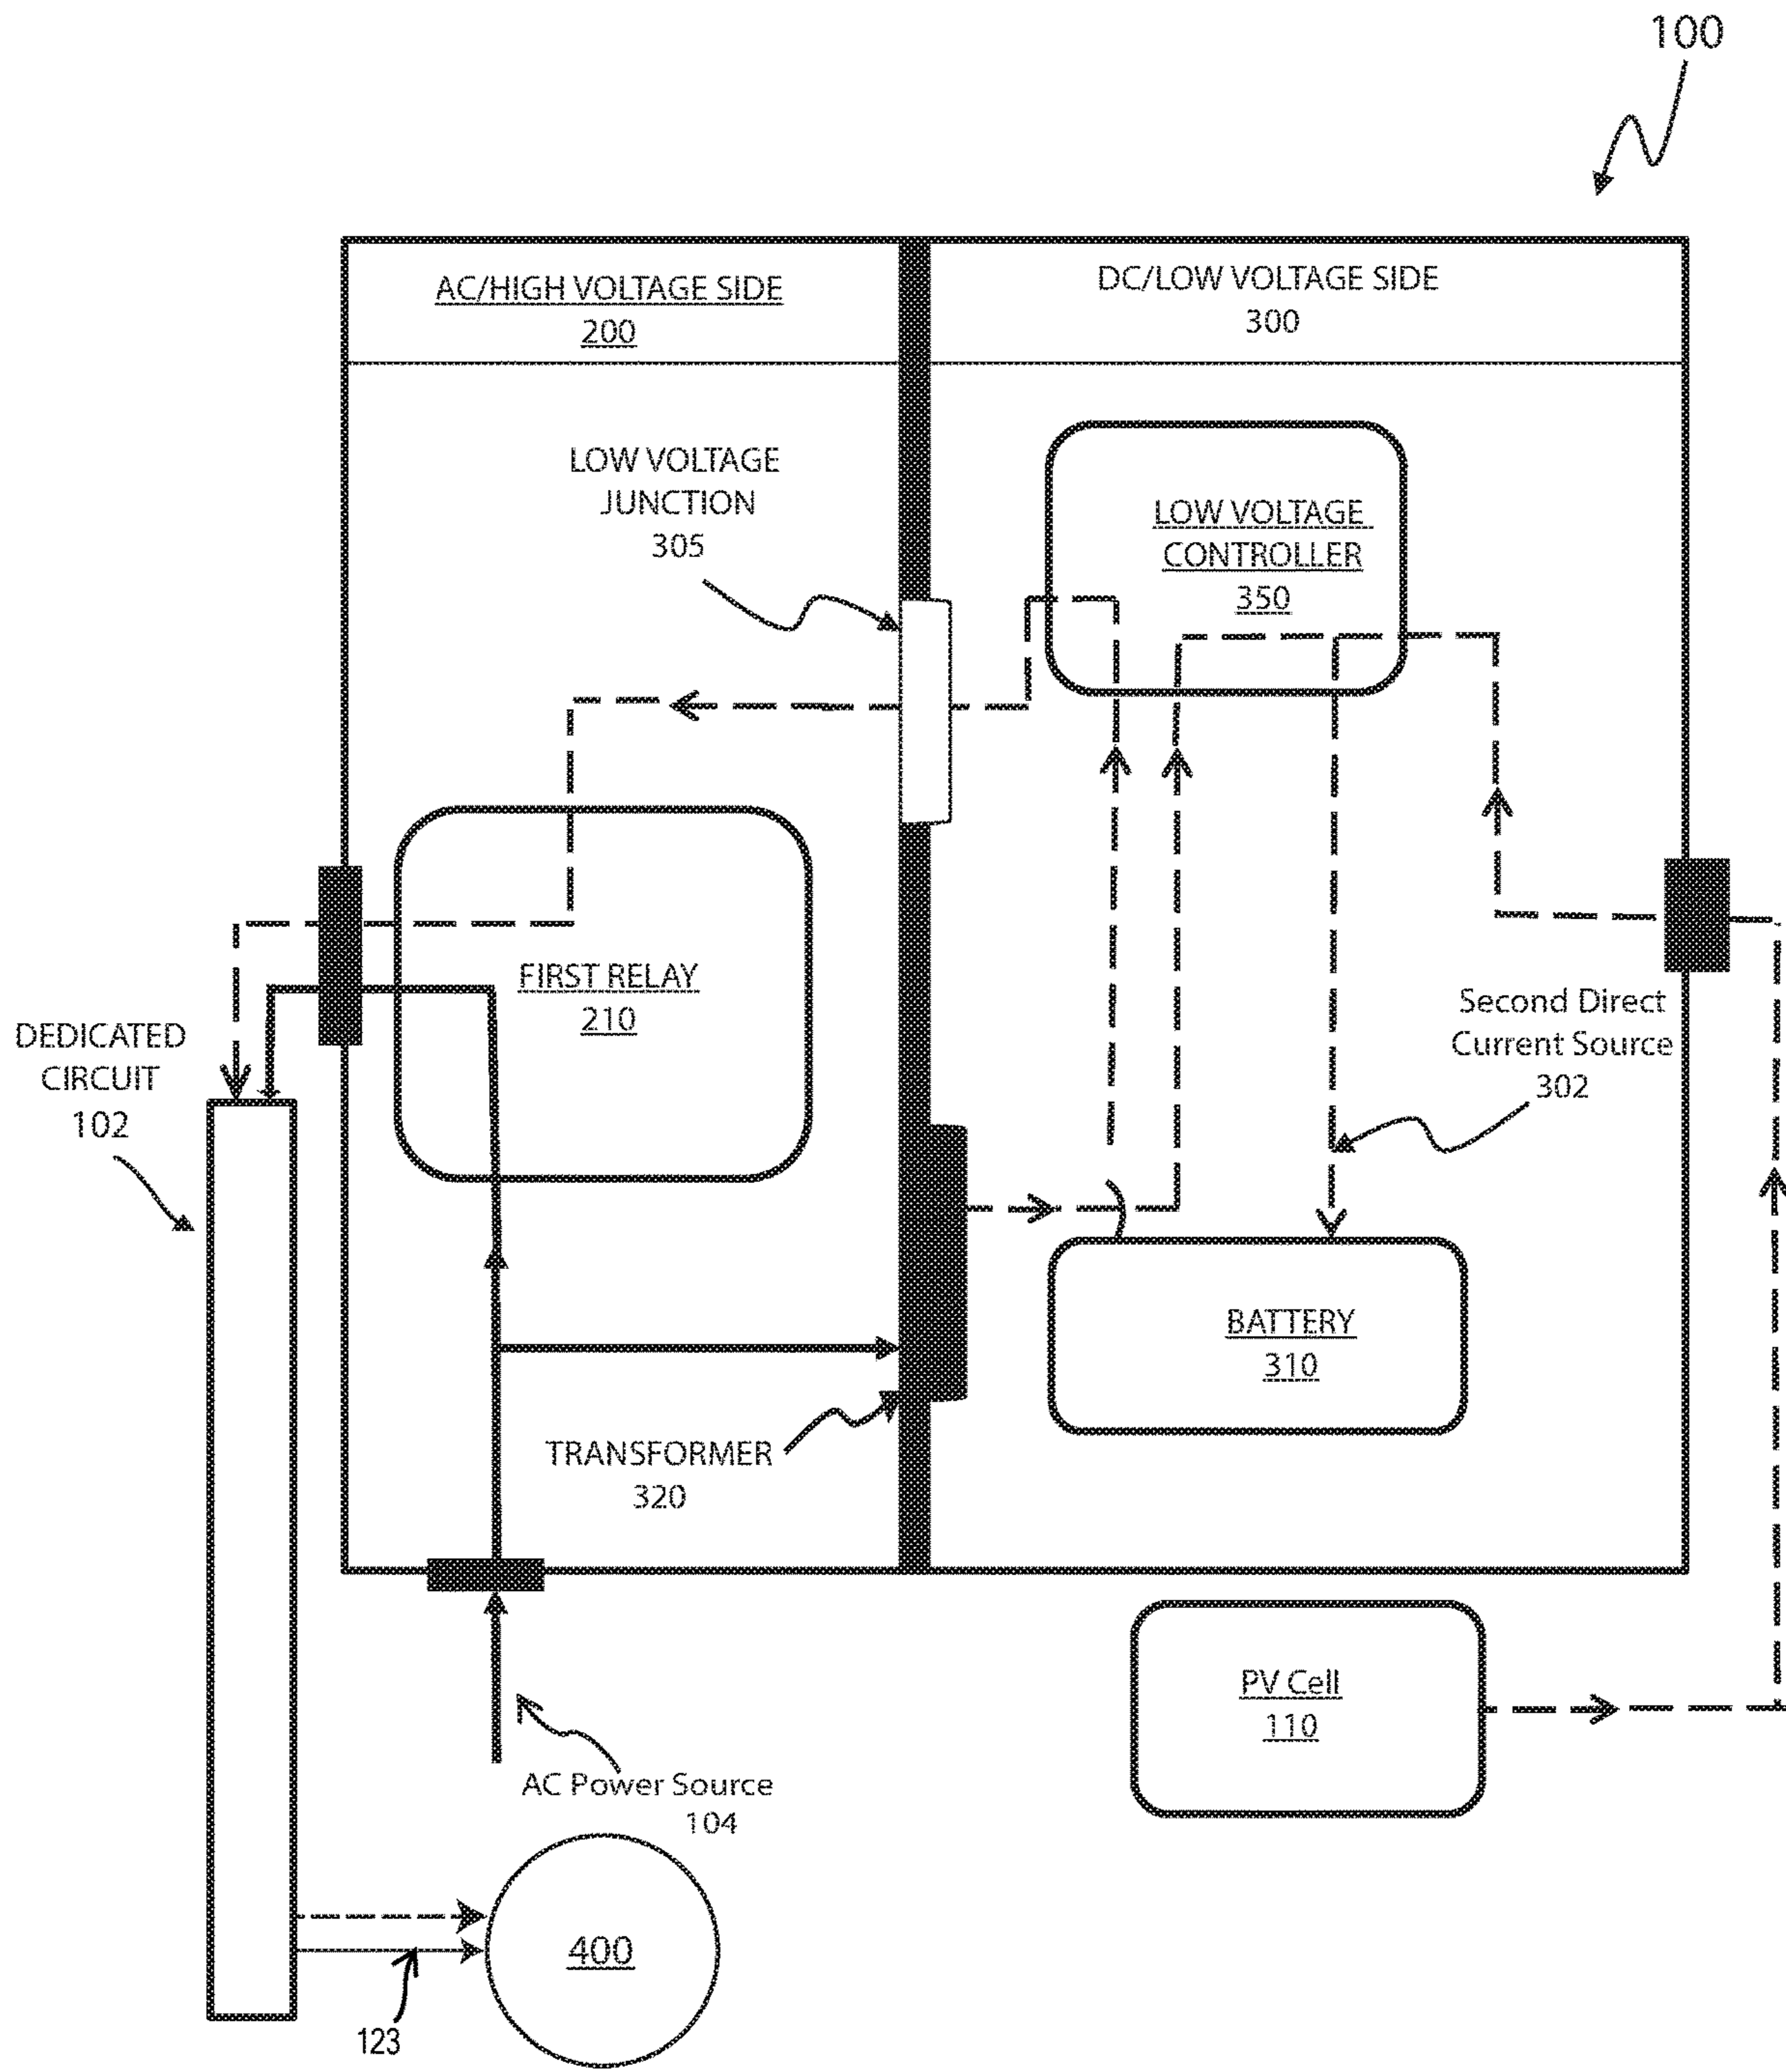 100
AC/HIGH VOLTAGE SIDE
200
DC/LOW VOLTAGE SIDE
300
LOW VOLTAGE
JUNCTION
305
LOW VOLTAGE
CONTROLLER
350
FIRST RELAY
210
DEDICATED
CIRCUIT
102
Second Direct
Current Source
302
BATTERY
310
TRANSFORMER
320
PV Cell
110
AC Power Source
104
400
123